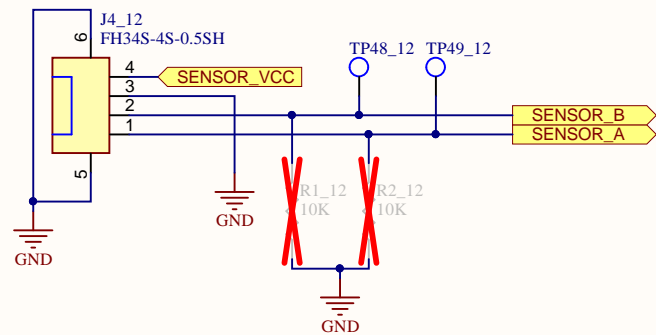 J4_12
FH34S-4S-0.5SH
6
TP48_12
TP49_12
4
SENSOR_VCC
3
2
SENSOR_B
1
SENSOR_A
5
R1_12
10K
R2_12
10K
GND
GND
GND